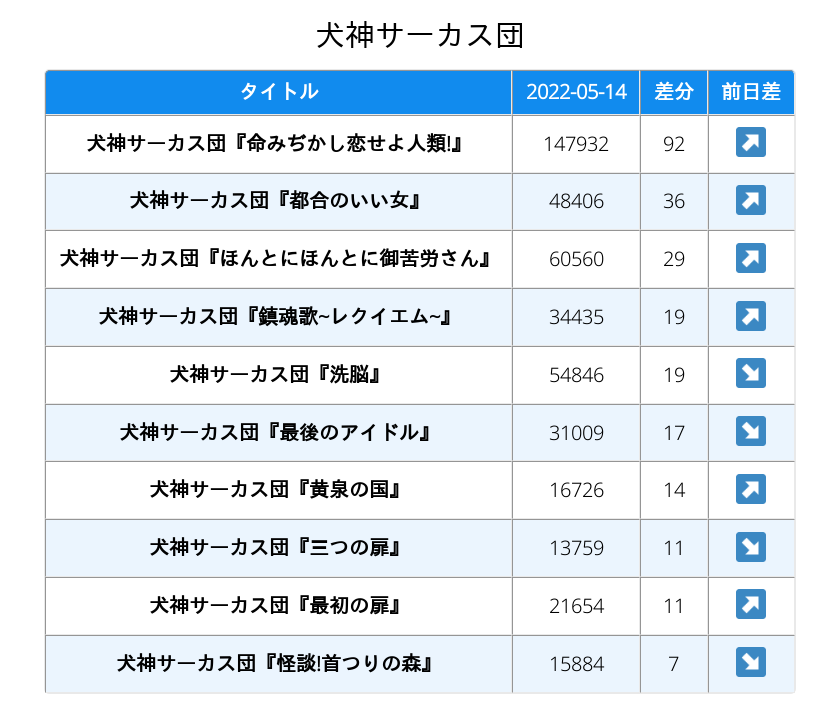 犬神サーカス団
タイトル 2022-05-14 差分 前日差
犬神サーカス団『命みぢかし恋せよ人類!』 147932 92 ↗
犬神サーカス団『都合のいい女』 48406 36 ↗
犬神サーカス団『ほんとにほんとに御苦労さん』 60560 29 ↗
犬神サーカス団『鎮魂歌~レクイエム~』 34435 19 ↗
犬神サーカス団『洗脳』 54846 19 ↘
犬神サーカス団『最後のアイドル』 31009 17 ↘
犬神サーカス団『黄泉の国』 16726 14 ↗
犬神サーカス団『三つの扉』 13759 11 ↘
犬神サーカス団『最初の扉』 21654 11 ↗
犬神サーカス団『怪談!首つりの森』 15884 7 ↘